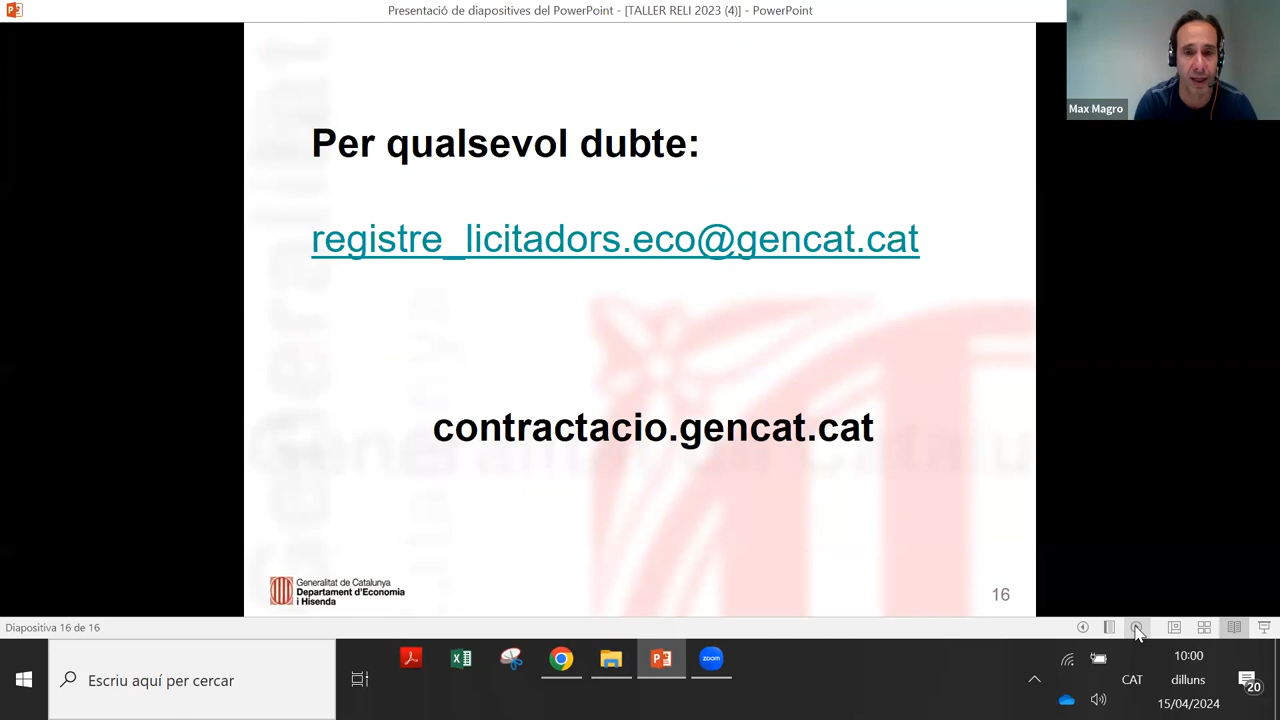 Presentació de diapositives del PowerPoint - [TALLER RELI 2023 (4)] - PowerPoint
Max Magro
Per qualsevol dubte:
registre_licitadors.eco@gencat.cat
contractacio.gencat.cat
Generalitat de Catalunya
Departament d'Economia
i Hisenda
16
Diapositiva 16 de 16
Escriu aquí per cercar
zoom
CAT
10:00
dilluns
15/04/2024
20